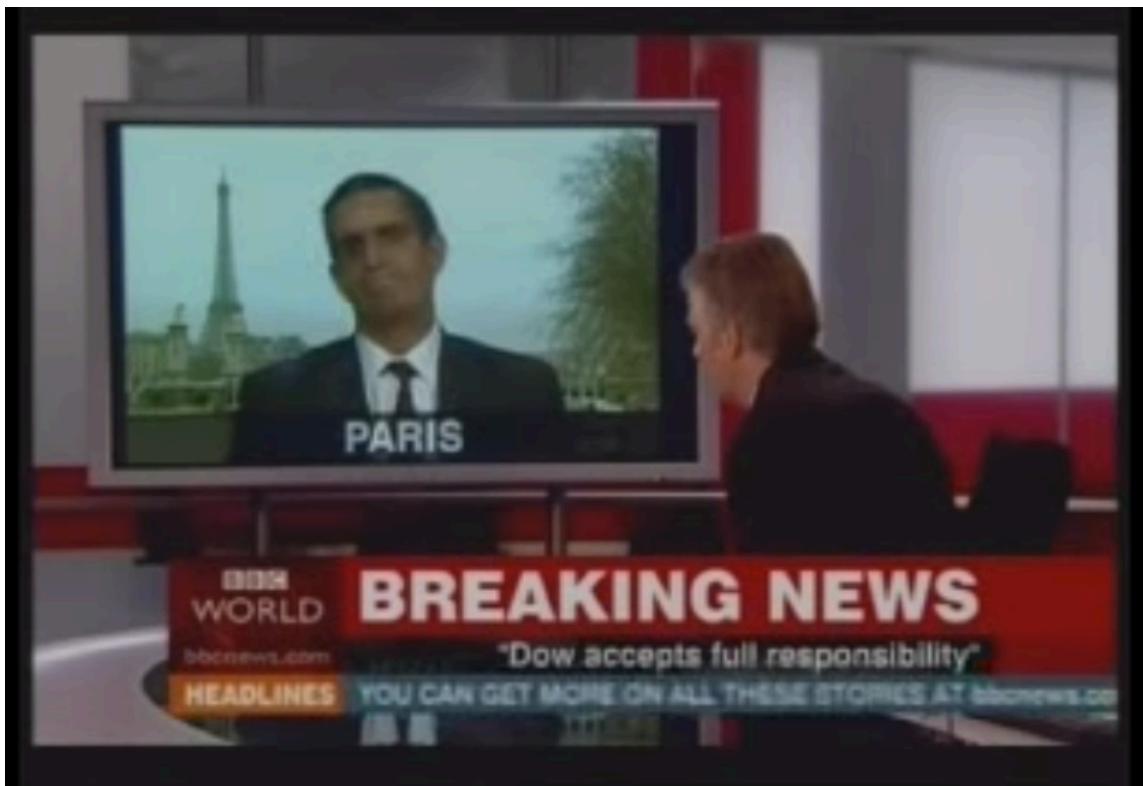 PARIS
BBC
WORLD
BREAKING NEWS
bbcnews.com
"Dow accepts full responsibility"
HEADLINES YOU CAN GET MORE ON ALL THESE STORIES AT bbcnews.co